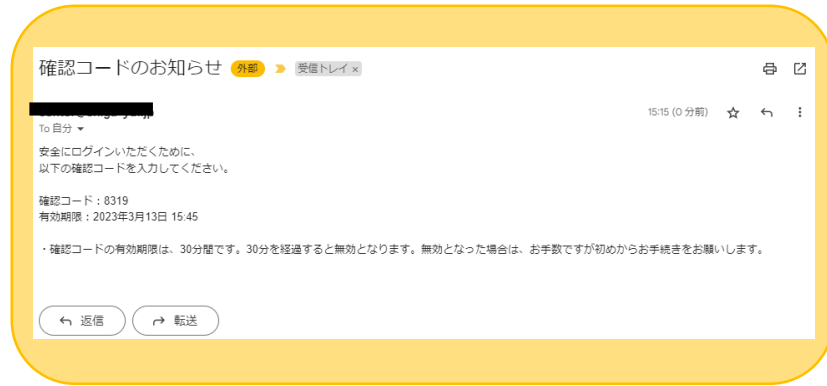 確認コードのお知らせ 外部 受信トレイ ×
15:15 (0 分前)
To 自分
安全にログインいただくために、
以下の確認コードを入力してください。
確認コード：8319
有効期限：2023年3月13日 15:45
・確認コードの有効期限は、30分間です。30分を経過すると無効となります。無効となった場合は、お手数ですが初めからお手続きをお願いします。
返信 転送